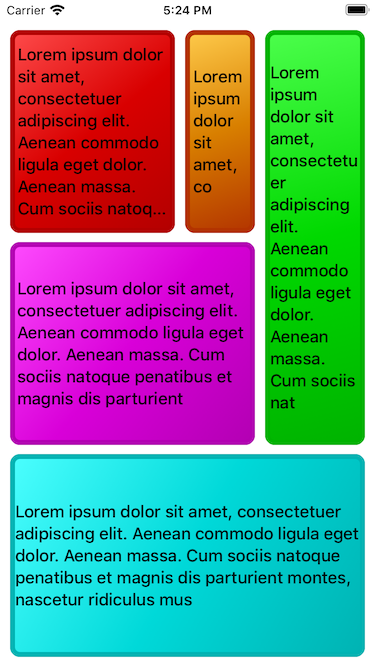 Carrier 5:24 PM
Lorem ipsum dolor
sit amet,
consectetuer
adipiscing elit.
Aenean commodo
ligula eget dolor.
Aenean massa.
Cum sociis natoq...
Lorem
ipsum
dolor
sit
amet,
co
Lorem
ipsum
dolor sit
amet,
consectetu
er
adipiscing
elit.
Aenean
commodo
ligula eget
dolor.
Aenean
massa.
Cum sociis
nat
Lorem ipsum dolor sit amet,
consectetuer adipiscing elit.
Aenean commodo ligula eget
dolor. Aenean massa. Cum
sociis natoque penatibus et
magnis dis parturient
Lorem ipsum dolor sit amet, consectetuer
adipiscing elit. Aenean commodo ligula eget
dolor. Aenean massa. Cum sociis natoque
penatibus et magnis dis parturient montes,
nascetur ridiculus mus